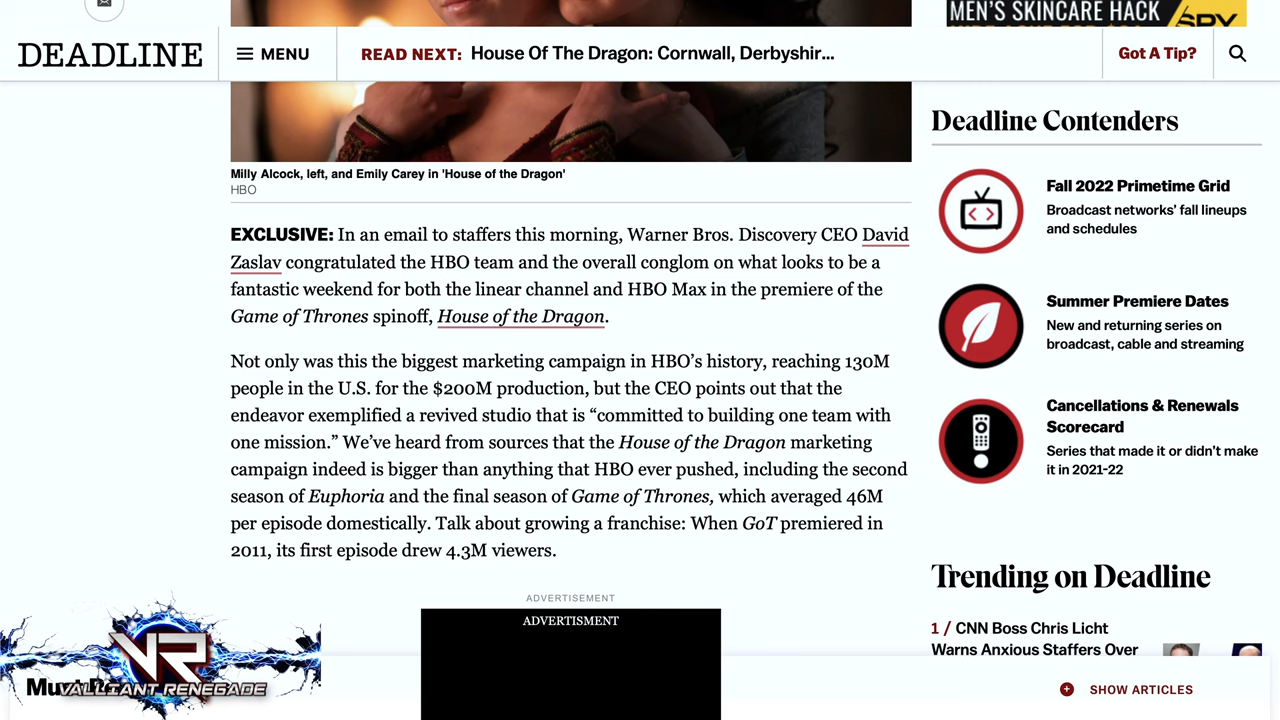 MEN'S SKINCARE HACK
SPY
DEADLINE
MENU
READ NEXT: House Of The Dragon: Cornwall, Derbyshir...
Got A Tip?
Milly Alcock, left, and Emily Carey in 'House of the Dragon'
HBO
EXCLUSIVE: In an email to staffers this morning, Warner Bros. Discovery CEO David
Zaslav congratulated the HBO team and the overall conglom on what looks to be a
fantastic weekend for both the linear channel and HBO Max in the premiere of the
Game of Thrones spinoff, House of the Dragon.
Not only was this the biggest marketing campaign in HBO's history, reaching 130M
people in the U.S. for the $200M production, but the CEO points out that the
endeavor exemplified a revived studio that is “committed to building one team with
one mission.” We've heard from sources that the House of the Dragon marketing
campaign indeed is bigger than anything that HBO ever pushed, including the second
season of Euphoria and the final season of Game of Thrones, which averaged 46M
per episode domestically. Talk about growing a franchise: When GoT premiered in
2011, its first episode drew 4.3M viewers.
ADVERTISEMENT
ADVERTISMENT
Deadline Contenders
Fall 2022 Primetime Grid
Broadcast networks' fall lineups
and schedules
Summer Premiere Dates
New and returning series on
broadcast, cable and streaming
Cancellations & Renewals
Scorecard
Series that made it or didn't make
it in 2021-22
Trending on Deadline
1 / CNN Boss Chris Licht
Warns Anxious Staffers Over
SHOW ARTICLES
VR
VALLIANT RENEGADE